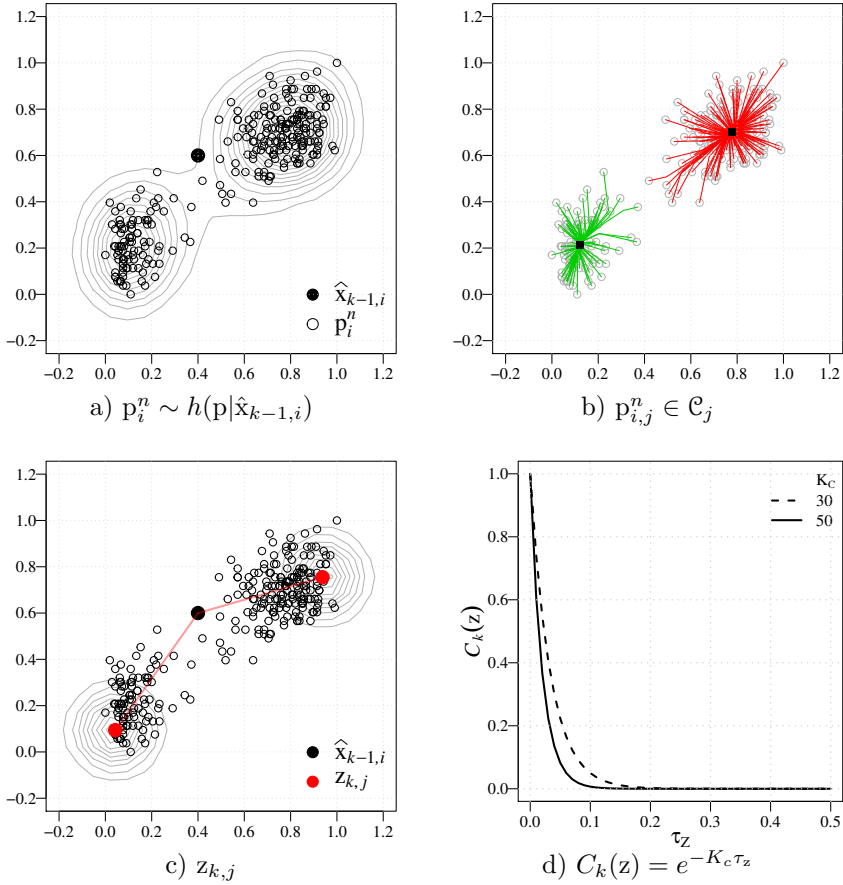 1.2
1.0
0.8
0.6
0.4
0.2
0.0
−0.2
x̂ₖ₋₁,ᵢ
pᵢⁿ
−0.2 0.0 0.2 0.4 0.6 0.8 1.0 1.2
a) pᵢⁿ ∼ h(p|x̂ₖ₋₁,ᵢ)
1.2
1.0
0.8
0.6
0.4
0.2
0.0
−0.2
−0.2 0.0 0.2 0.4 0.6 0.8 1.0 1.2
b) pᵢ,ⱼⁿ ∈ 𝒞ⱼ
1.2
1.0
0.8
0.6
0.4
0.2
0.0
−0.2
x̂ₖ₋₁,ᵢ
zₖ,ⱼ
−0.2 0.0 0.2 0.4 0.6 0.8 1.0 1.2
c) zₖ,ⱼ
1.0
0.8
0.6
0.4
0.2
0.0
Cₖ(z)
K_C
30
50
0.0 0.1 0.2 0.3 0.4 0.5
τ_z
d) Cₖ(z) = e^{−K_c τ_z}